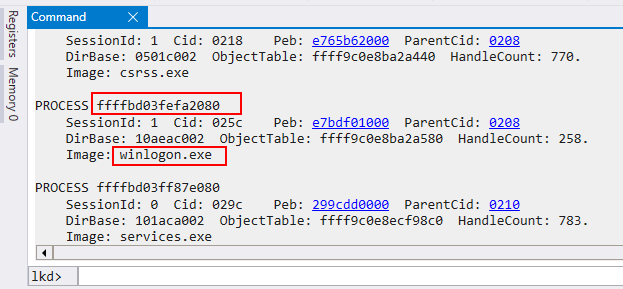 Command
Registers
Memory 0
SessionId: 1 Cid: 0218 Peb: e765b62000 ParentCid: 0208
DirBase: 0501c002 ObjectTable: ffff9c0e8ba2a440 HandleCount: 770.
Image: csrss.exe
PROCESS ffffbd03fefa2080
SessionId: 1 Cid: 025c Peb: e7bdf01000 ParentCid: 0208
DirBase: 10aeac002 ObjectTable: ffff9c0e8ba2a580 HandleCount: 258.
Image: winlogon.exe
PROCESS ffffbd03ff87e080
SessionId: 0 Cid: 029c Peb: 299cdd0000 ParentCid: 0210
DirBase: 101aca002 ObjectTable: ffff9c0e8ecf98c0 HandleCount: 783.
Image: services.exe
lkd>